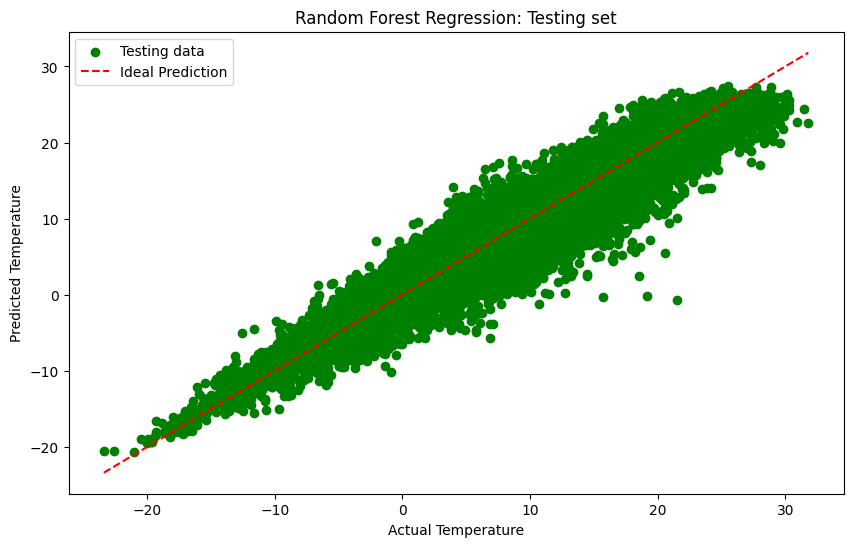 Random Forest Regression: Testing set
Testing data
Ideal Prediction
Predicted Temperature
30
20
10
0
−10
−20
−20
−10
0
10
20
30
Actual Temperature